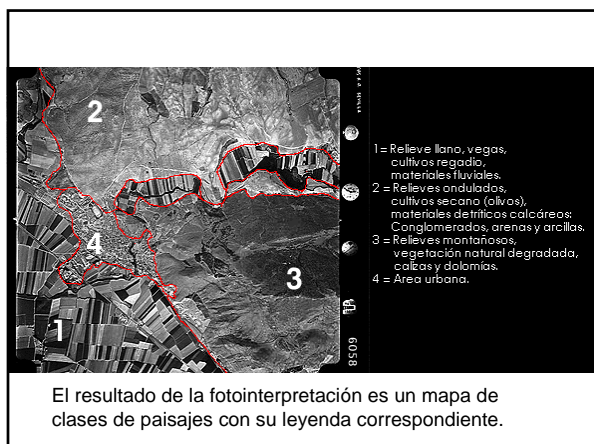 2
4
3
1
6058
1= Relieve llano, vegas,
cultivos regadio,
materiales fluviales.
2 = Relieves ondulados,
cultivos secano (olivos),
materiales detríticos calcáreos:
Conglomerados, arenas y arcillas.
3 = Relieves montañosos,
vegetación natural degradada,
calizas y dolomías.
4 = Area urbana.
El resultado de la fotointerpretación es un mapa de
clases de paisajes con su leyenda correspondiente.